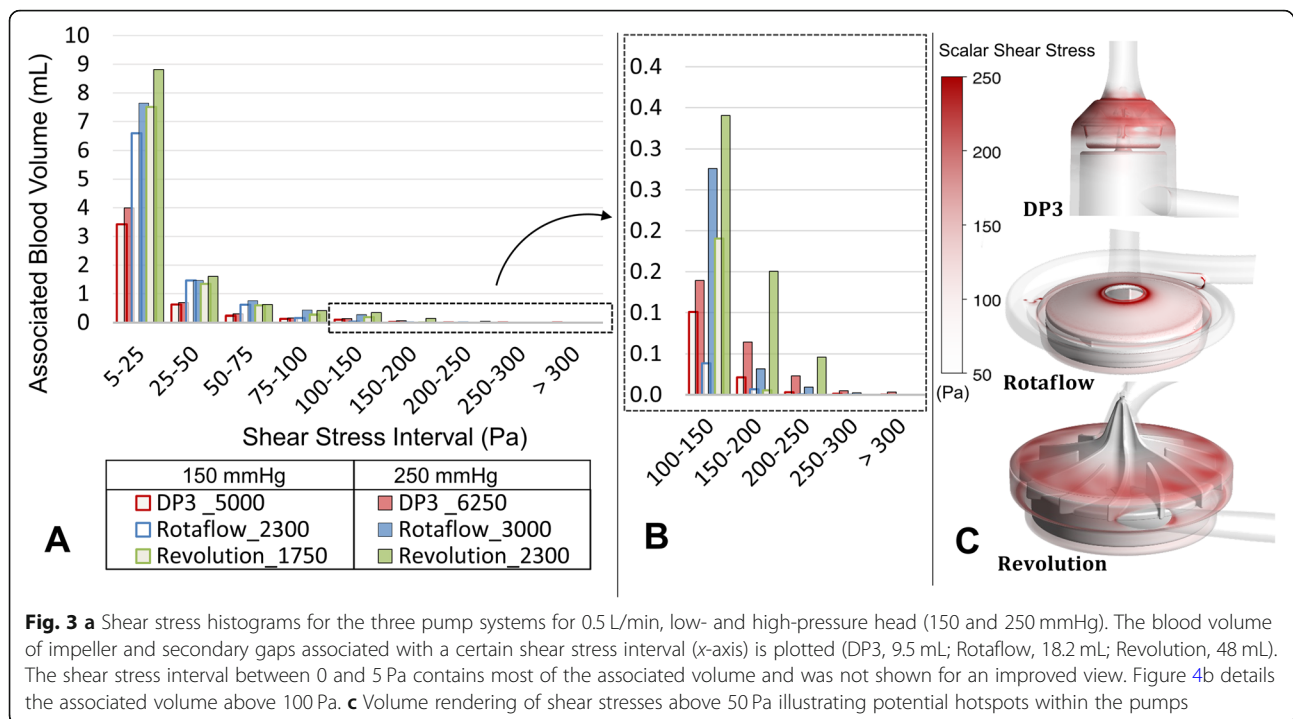 10
9
8
7
6
5
4
3
2
1
0
Associated Blood Volume (mL)
5-25
25-50
50-75
75-100
100-150
150-200
200-250
250-300
> 300
Shear Stress Interval (Pa)
150 mmHg 250 mmHg
DP3 _5000 DP3 _6250
Rotaflow_2300 Rotaflow_3000
Revolution_1750 Revolution_2300
A
0.4
0.4
0.3
0.3
0.2
0.2
0.1
0.1
0.0
100-150
150-200
200-250
250-300
> 300
B
Scalar Shear Stress
250
200
150
100
50
(Pa)
DP3
Rotaflow
Revolution
C
Fig. 3 a Shear stress histograms for the three pump systems for 0.5 L/min, low- and high-pressure head (150 and 250 mmHg). The blood volume
of impeller and secondary gaps associated with a certain shear stress interval (x-axis) is plotted (DP3, 9.5 mL; Rotaflow, 18.2 mL; Revolution, 48 mL).
The shear stress interval between 0 and 5 Pa contains most of the associated volume and was not shown for an improved view. Figure 4b details
the associated volume above 100 Pa. c Volume rendering of shear stresses above 50 Pa illustrating potential hotspots within the pumps